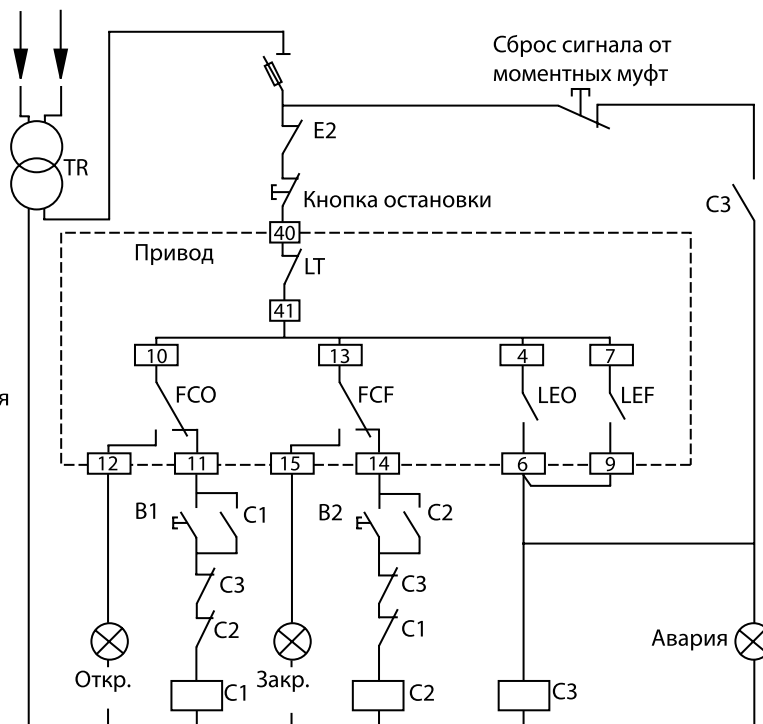 Сброс сигнала от
моментных муфт
TR
E2
Кнопка остановки
C3
40
Привод
LT
41
10
13
4
7
я
FCO
FCF
LEO
LEF
12
11
15
14
6
9
B1
C1
B2
C2
C3
C3
C2
C1
Авария
Откр.
C1
Закр.
C2
C3